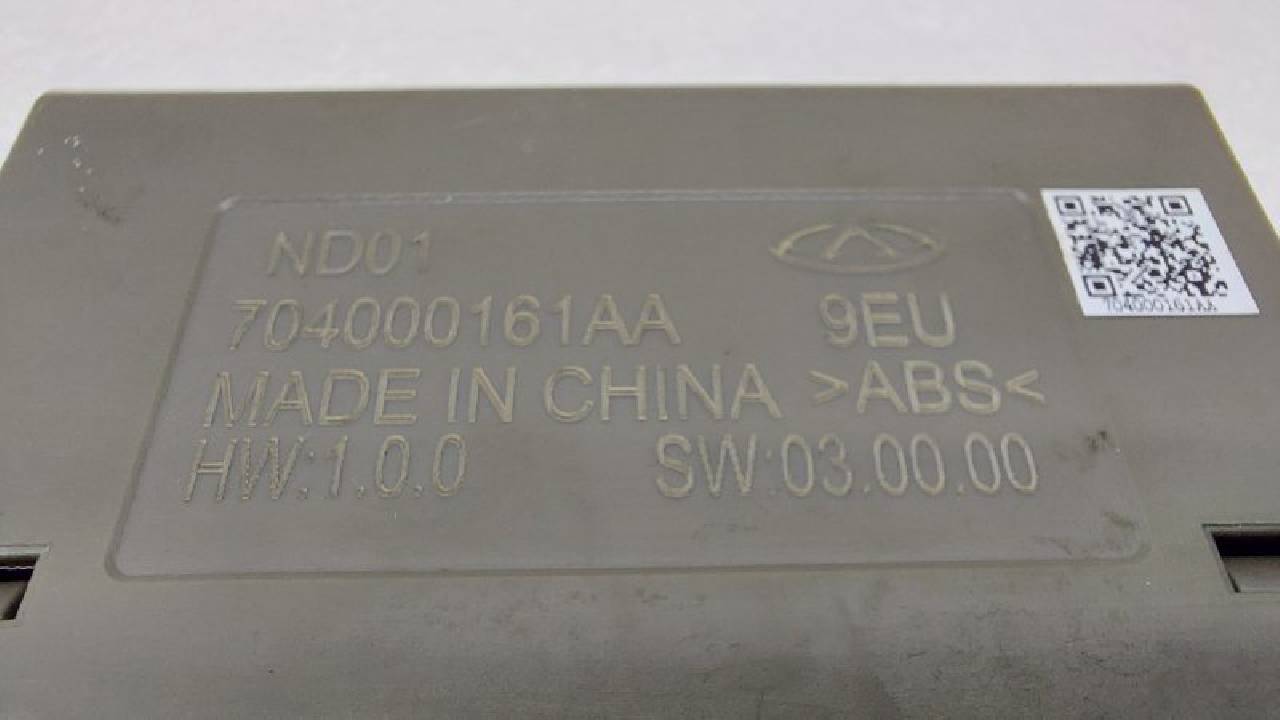 ND01
704000161AA 9EU
MADE IN CHINA >ABS<
HW:1.0.0 SW:03.00.00
704000161AA